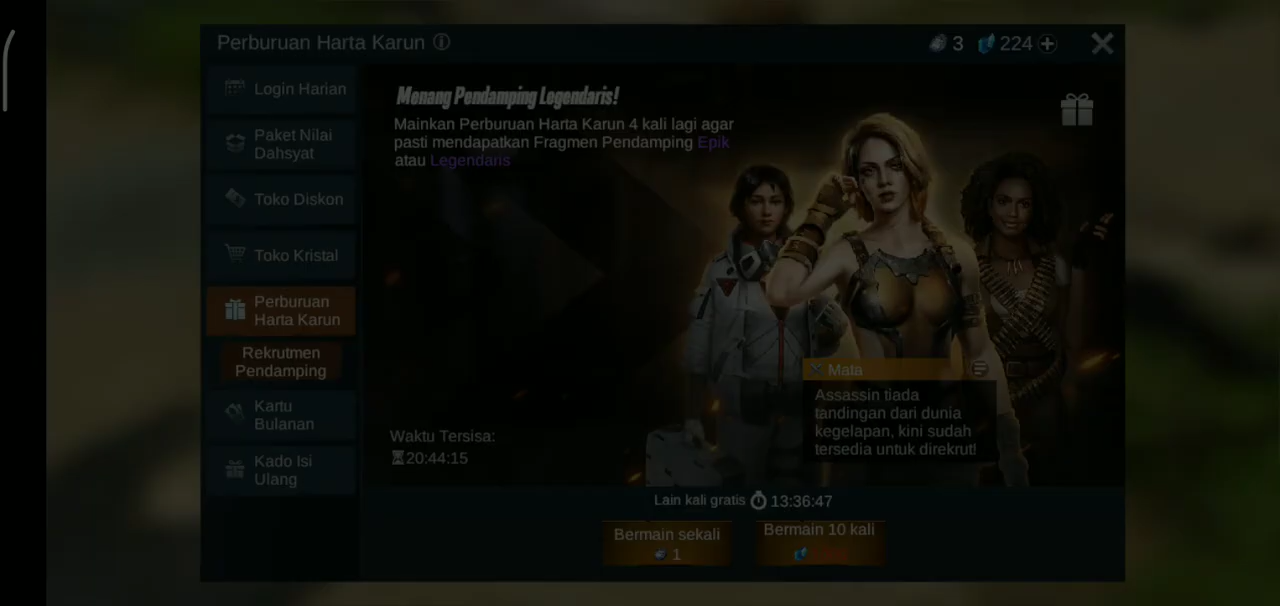 Perburuan Harta Karun
3
224
Login Harian
Paket Nilai
Dahsyat
Toko Diskon
Toko Kristal
Perburuan
Harta Karun
Rekrutmen
Pendamping
Kartu
Bulanan
Kado Isi
Ulang
Menang Pendamping Legendaris!
Mainkan Perburuan Harta Karun 4 kali lagi agar
pasti mendapatkan Fragmen Pendamping Epik
atau Legendaris
Mata
Assassin tiada
tandingan dari dunia
kegelapan, kini sudah
tersedia untuk direkrut!
Waktu Tersisa:
20:44:15
Lain kali gratis 13:36:47
Bermain sekali
1
Bermain 10 kali